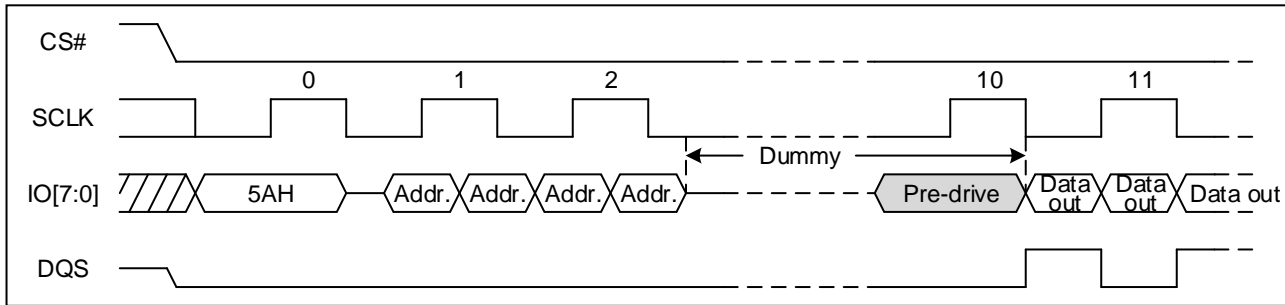 CS#
0 1 2 10 11
SCLK
Dummy
IO[7:0] 5AH Addr. Addr. Addr. Addr. Pre-drive Data out Data out Data out
DQS